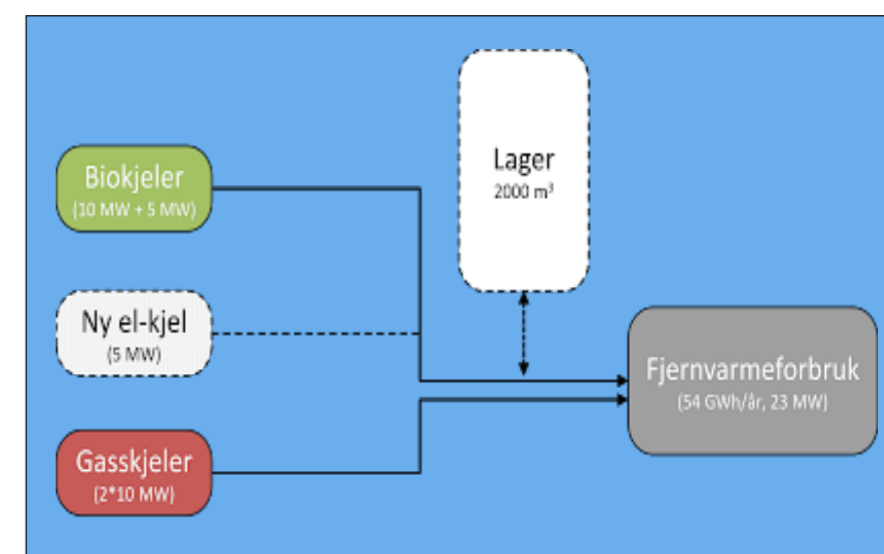 Lager
2000 m³
Biokjeler
(10 MW + 5 MW)
Ny el-kjel
(5 MW)
Fjernvarmeforbruk
(54 GWh/år, 23 MW)
Gasskjeler
(2*10 MW)